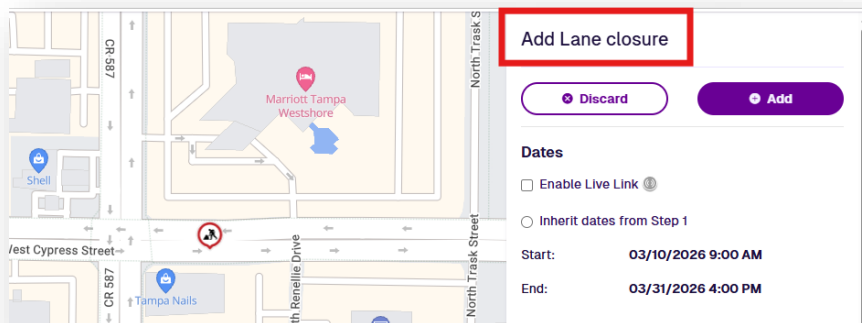 CR 587
North Trask S
Marriott Tampa
Westshore
Shell
West Cypress Street
CR 587
Tampa Nails
th Renellie Drive
North Trask Street
Add Lane closure
Discard
Add
Dates
Enable Live Link
Inherit dates from Step 1
Start: 03/10/2026 9:00 AM
End: 03/31/2026 4:00 PM